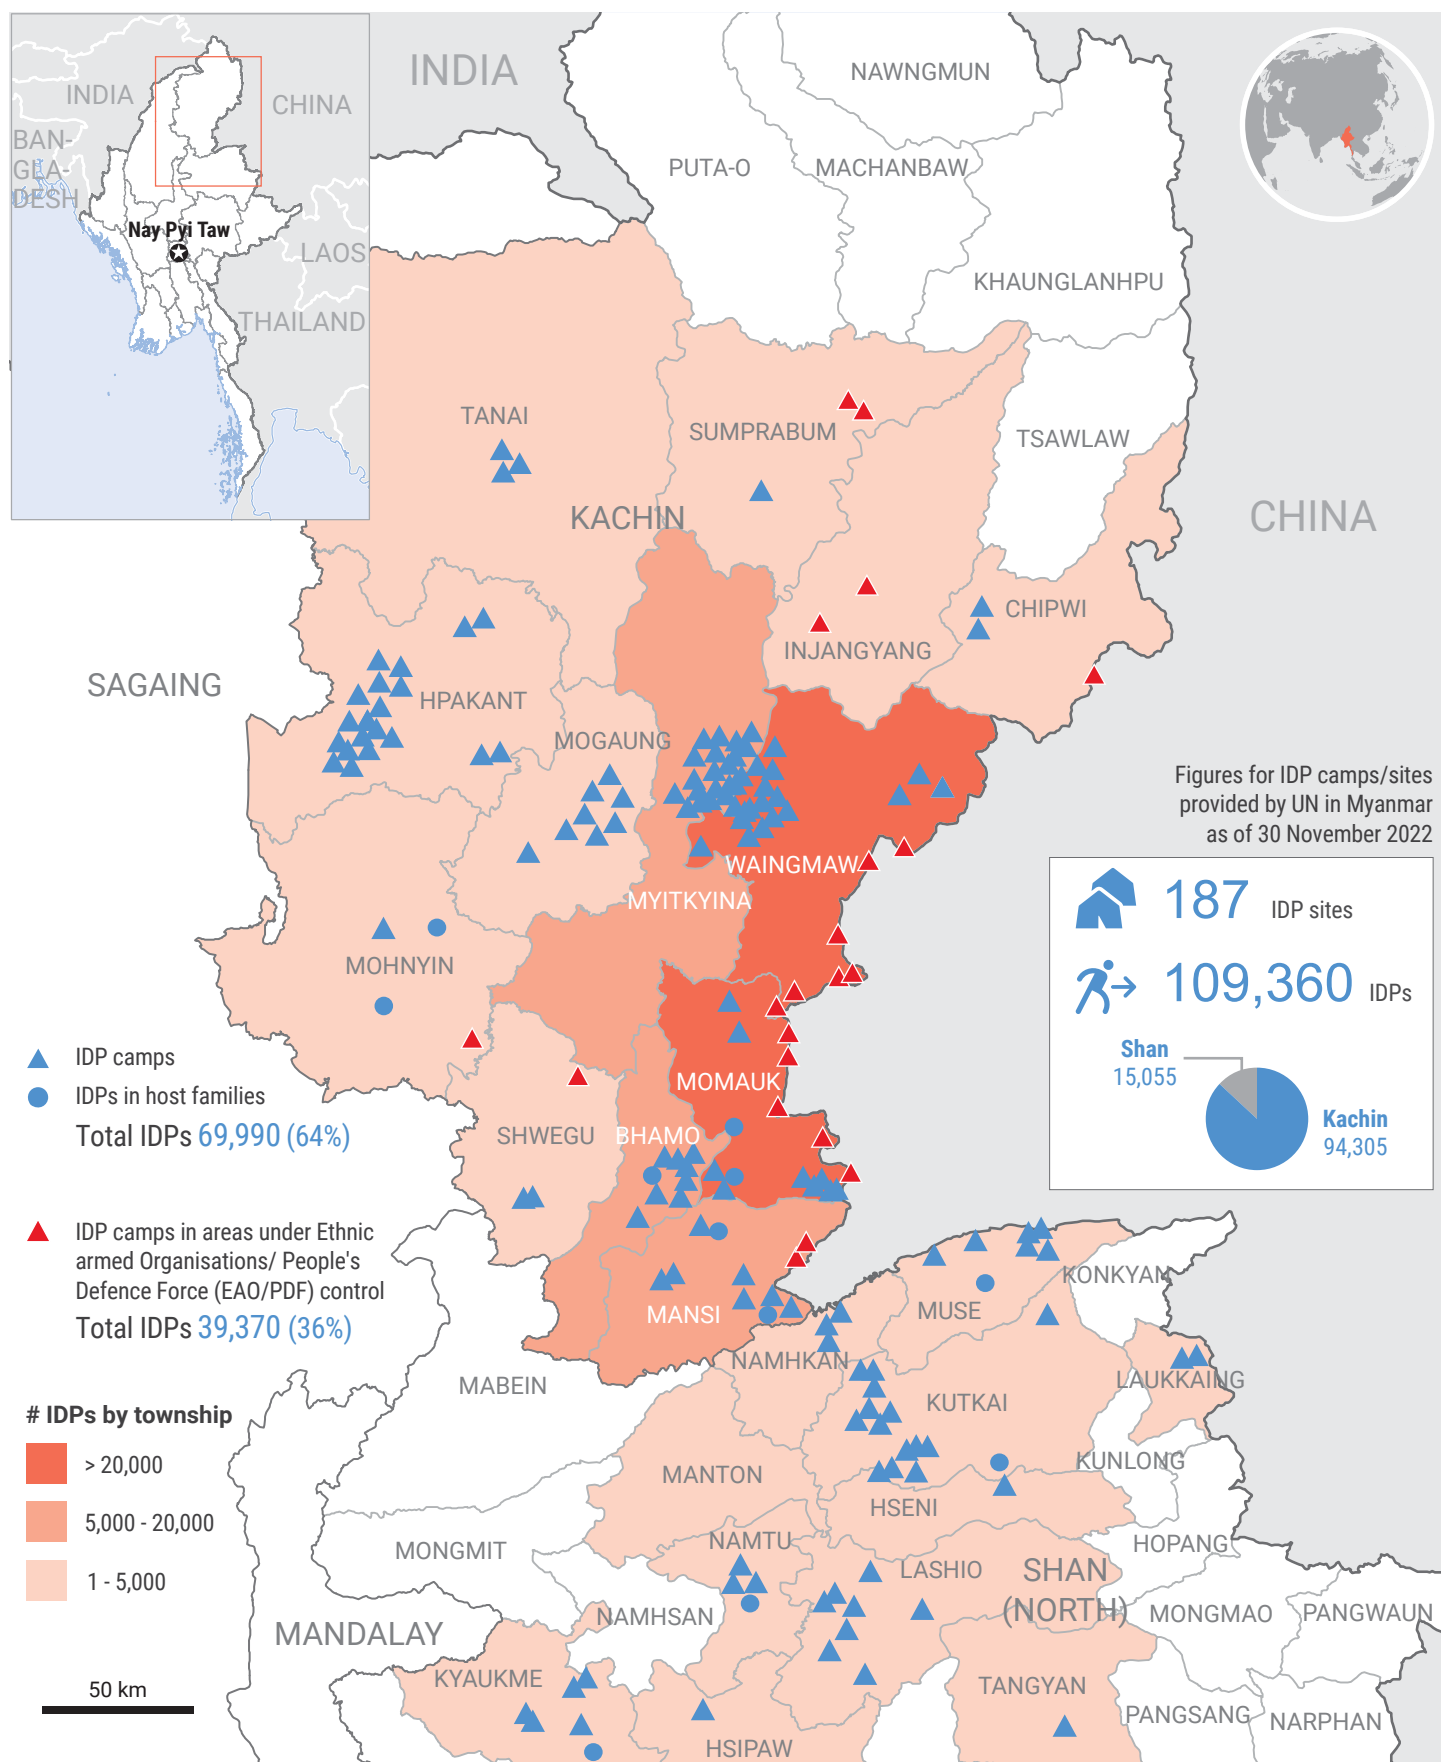 INDIA
CHINA
BAN-
GLA-
DESH
Nay Pyi Taw
LAOS
THAILAND
INDIA
NAWNGMUN
PUTA-O
MACHANBAW
KHAUNGLANHPU
TANAI
SUMPRABUM
TSAWLAW
KACHIN
CHINA
CHIPWI
INJANGYANG
SAGAING
HPAKANT
MOGAUNG
WAINGMAW
MYITKYINA
MOHNYIN
MOMAUK
SHWEGU
BHAMO
MANSI
Figures for IDP camps/sites
provided by UN in Myanmar
as of 30 November 2022
187 IDP sites
109,360 IDPs
Shan
15,055
Kachin
94,305
IDP camps
IDPs in host families
Total IDPs 69,990 (64%)
IDP camps in areas under Ethnic
armed Organisations/ People's
Defence Force (EAO/PDF) control
Total IDPs 39,370 (36%)
# IDPs by township
> 20,000
5,000 - 20,000
1 - 5,000
50 km
KONKYAN
MUSE
NAMHKAN
LAUKKAING
MABEIN
KUTKAI
KUNLONG
MANTON
HSENI
HOPANG
MONGMIT
NAMTU
LASHIO
SHAN
(NORTH)
NAMHSAN
MONGMAO
PANGWAUN
MANDALAY
KYAUKME
TANGYAN
PANGSANG
NARPHAN
HSIPAW